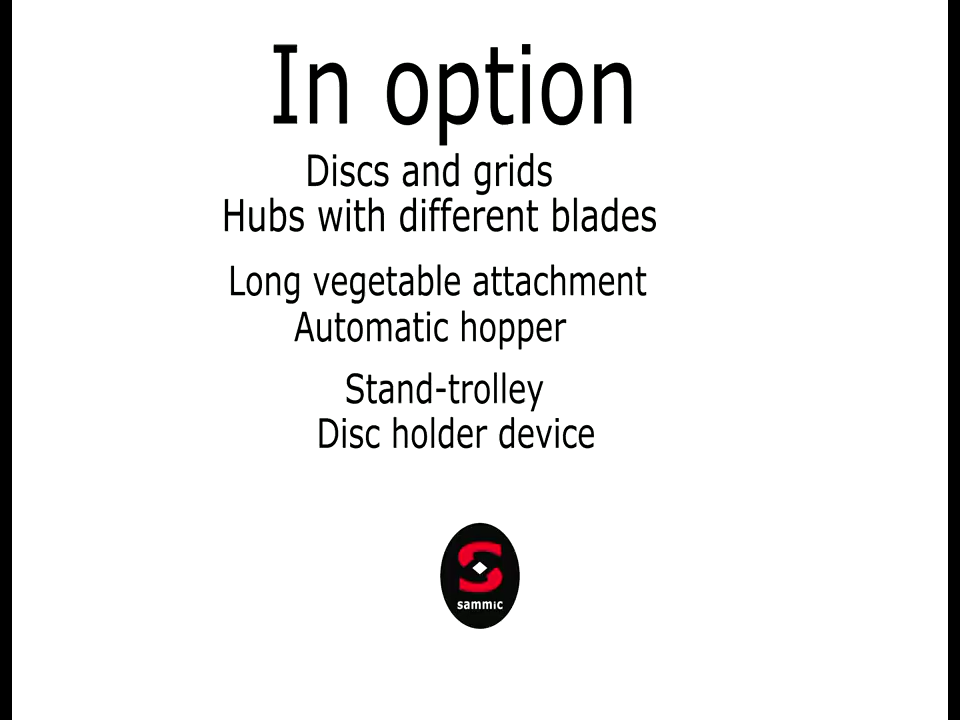 In option
Discs and grids
Hubs with different blades
Long vegetable attachment
Automatic hopper
Stand-trolley
Disc holder device
sammic